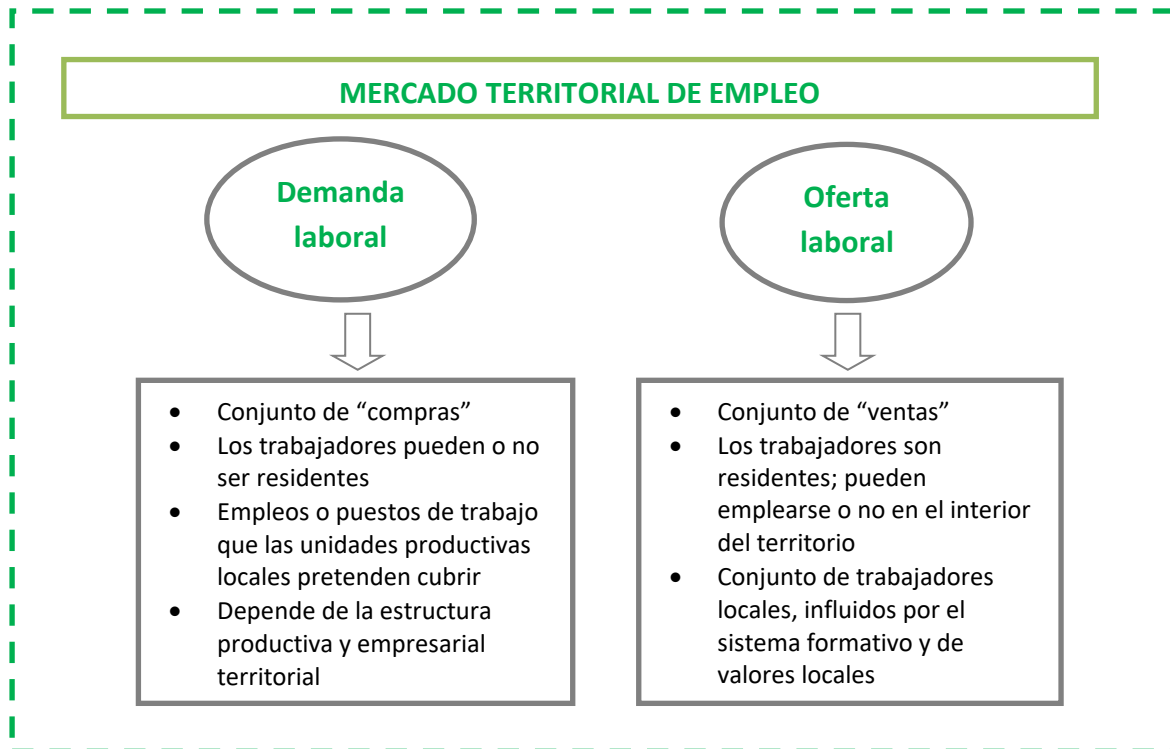 MERCADO TERRITORIAL DE EMPLEO
Demanda
laboral
• Conjunto de “compras”
• Los trabajadores pueden o no
ser residentes
• Empleos o puestos de trabajo
que las unidades productivas
locales pretenden cubrir
• Depende de la estructura
productiva y empresarial
territorial
Oferta
laboral
• Conjunto de “ventas”
• Los trabajadores son
residentes; pueden
emplearse o no en el interior
del territorio
• Conjunto de trabajadores
locales, influidos por el
sistema formativo y de
valores locales